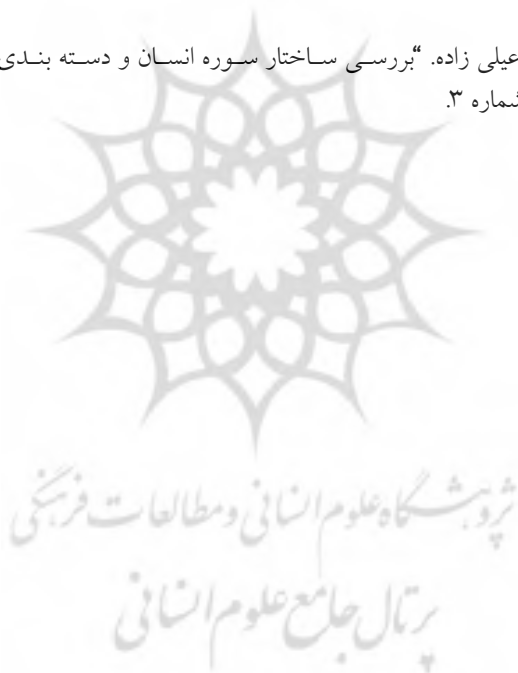 عیلی زاده. “بررسی ساختار سوره انسان و دسته بندی
شماره ۳.
پژوهشگاه علوم انسانی و مطالعات فرهنگی
پرتال جامع علوم انسانی